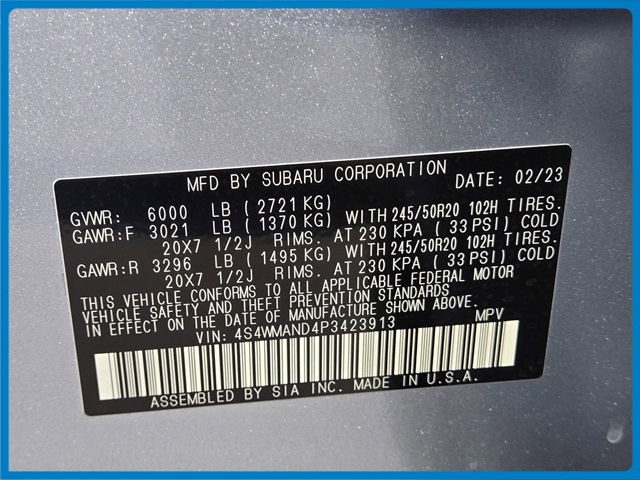 MFD BY SUBARU CORPORATION DATE: 02/23
GVWR: 6000 LB ( 2721 KG)
GAWR:F 3021 LB ( 1370 KG) WITH 245/50R20 102H TIRES.
20X7 1/2J RIMS. AT 230 KPA ( 33 PSI) COLD
GAWR:R 3296 LB ( 1495 KG) WITH 245/50R20 102H TIRES.
20X7 1/2J RIMS. AT 230 KPA ( 33 PSI) COLD
THIS VEHICLE CONFORMS TO ALL APPLICABLE FEDERAL MOTOR
VEHICLE SAFETY AND THEFT PREVENTION STANDARDS
IN EFFECT ON THE DATE OF MANUFACTURE SHOWN ABOVE.
VIN: 4S4WMAND4P3423913 MPV
ASSEMBLED BY SIA INC. MADE IN U.S.A.